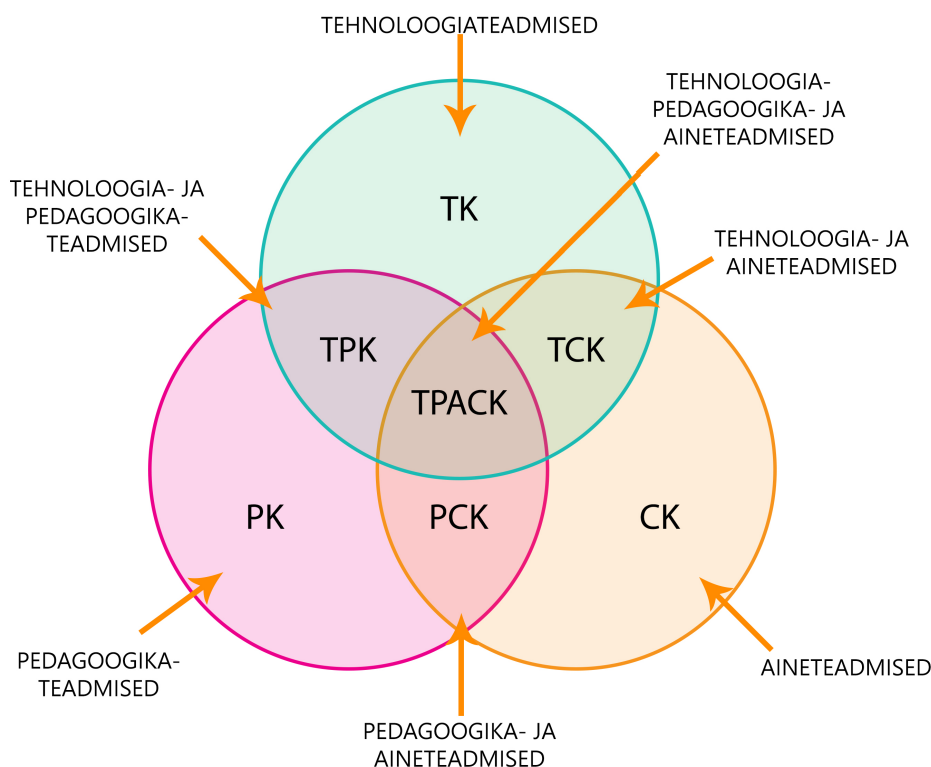 TEHNOLOOGIATEADMISED
TEHNOLOOGIA-
PEDAGOOGIKA- JA
AINETEADMISED
TEHNOLOOGIA- JA
PEDAGOOGIKA-
TEADMISED
TK
TEHNOLOOGIA- JA
AINETEADMISED
TPK
TCK
TPACK
PK
PCK
CK
PEDAGOOGIKA-
TEADMISED
AINETEADMISED
PEDAGOOGIKA- JA
AINETEADMISED